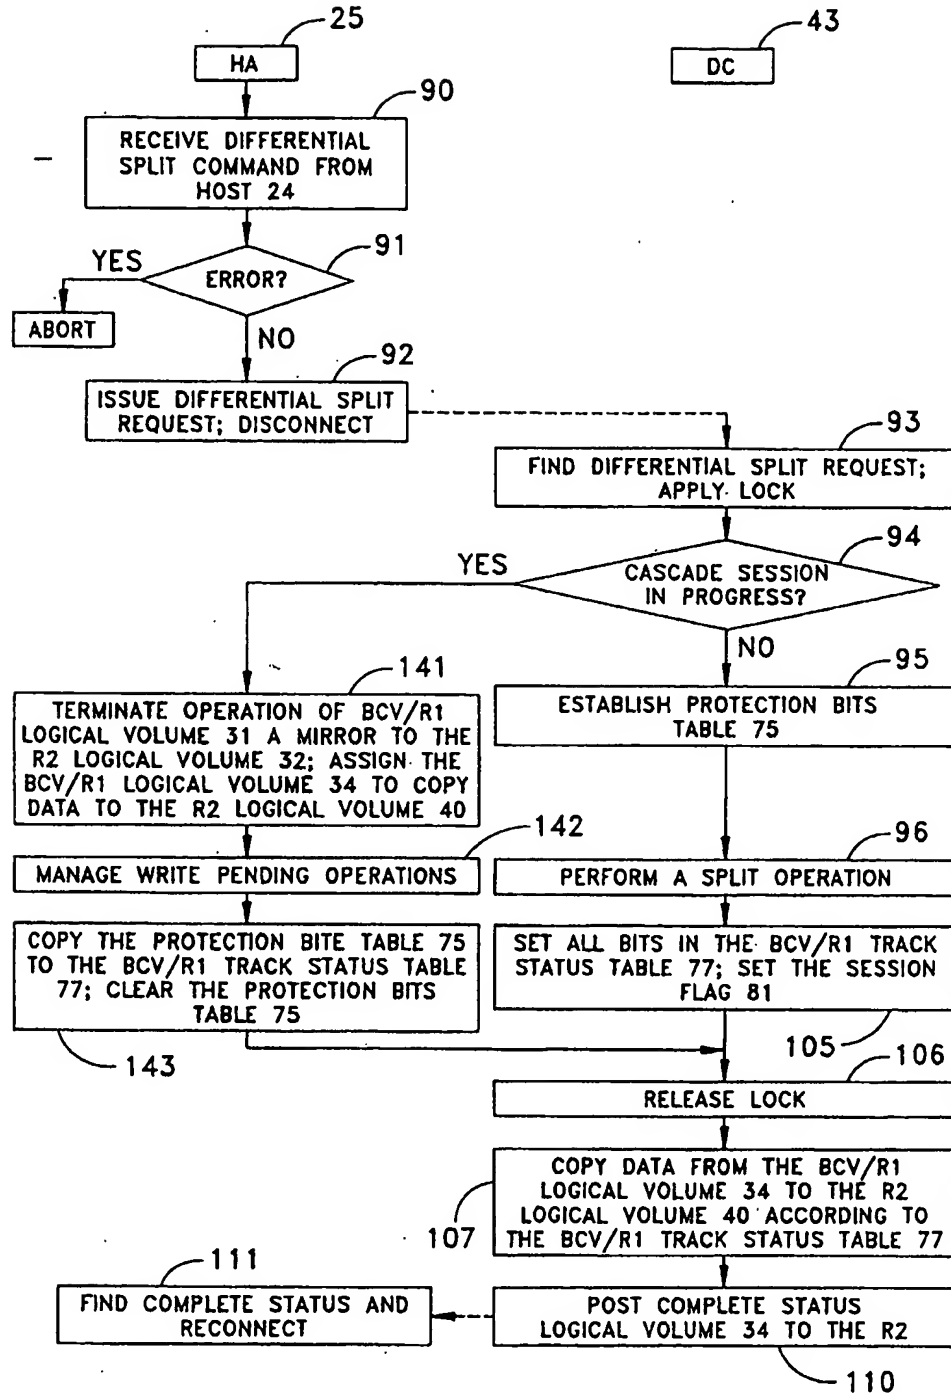 25
HA
43
DC
90
RECEIVE DIFFERENTIAL
SPLIT COMMAND FROM
HOST 24
91
YES
ERROR?
ABORT
NO
92
ISSUE DIFFERENTIAL SPLIT
REQUEST; DISCONNECT
93
FIND DIFFERENTIAL SPLIT REQUEST;
APPLY LOCK
94
YES
CASCADE SESSION
IN PROGRESS?
NO
141
TERMINATE OPERATION OF BCV/R1
LOGICAL VOLUME 31 A MIRROR TO THE
R2 LOGICAL VOLUME 32; ASSIGN THE
BCV/R1 LOGICAL VOLUME 34 TO COPY
DATA TO THE R2 LOGICAL VOLUME 40
95
ESTABLISH PROTECTION BITS
TABLE 75
142
MANAGE WRITE PENDING OPERATIONS
96
PERFORM A SPLIT OPERATION
COPY THE PROTECTION BITE TABLE 75
TO THE BCV/R1 TRACK STATUS TABLE
77; CLEAR THE PROTECTION BITS
TABLE 75
143
SET ALL BITS IN THE BCV/R1 TRACK
STATUS TABLE 77; SET THE SESSION
FLAG 81
105
106
RELEASE LOCK
COPY DATA FROM THE BCV/R1
LOGICAL VOLUME 34 TO THE R2
LOGICAL VOLUME 40 ACCORDING TO
THE BCV/R1 TRACK STATUS TABLE 77
107
111
FIND COMPLETE STATUS AND
RECONNECT
POST COMPLETE STATUS
LOGICAL VOLUME 34 TO THE R2
110